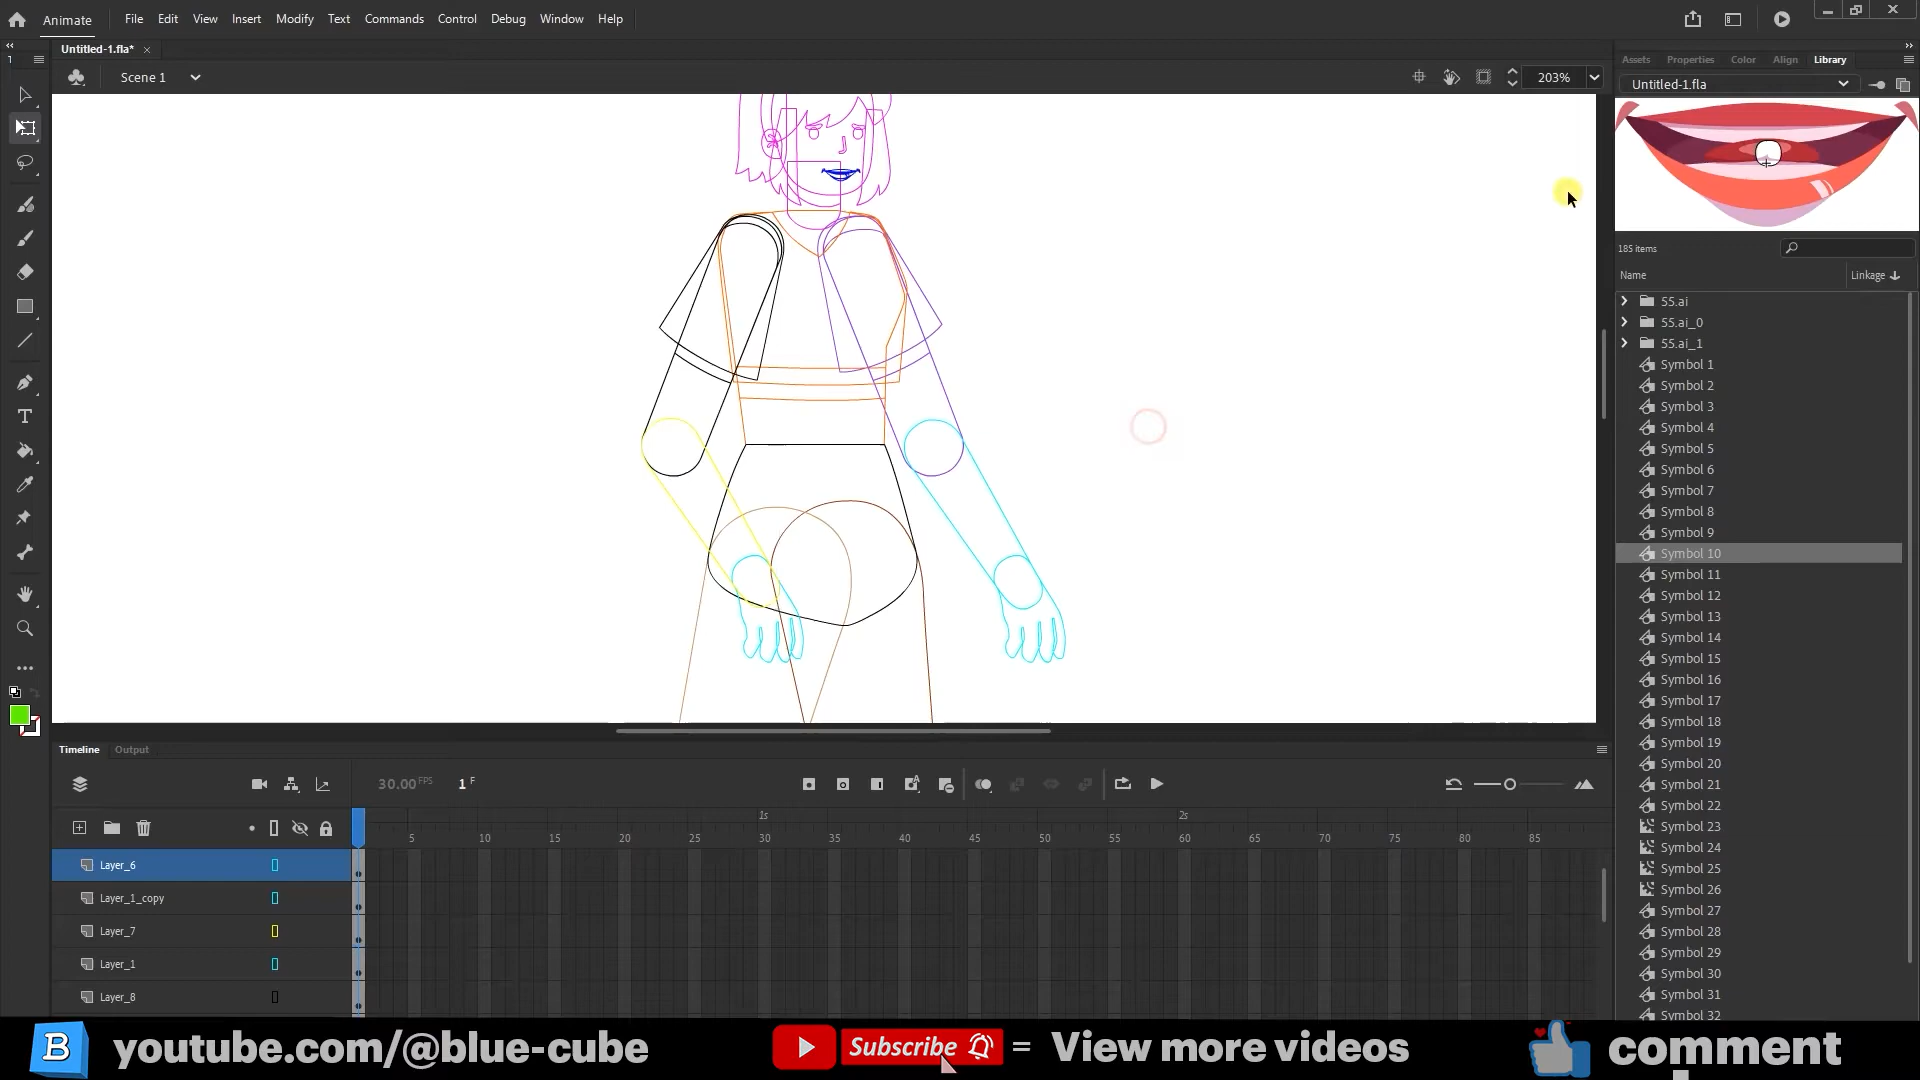 Animate File Edit View Insert Modify Text Commands Control Debug Window Help
1
Untitled-1.fla* ×
Scene 1
203%
Assets Properties Color Align Library
Untitled-1.fla
185 items
Name Linkage
55.ai
55.ai_0
55.ai_1
Symbol 1
Symbol 2
Symbol 3
Symbol 4
Symbol 5
Symbol 6
Symbol 7
Symbol 8
Symbol 9
Symbol 10
Symbol 11
Symbol 12
Symbol 13
Symbol 14
Symbol 15
Symbol 16
Symbol 17
Symbol 18
Symbol 19
Symbol 20
Symbol 21
Symbol 22
Symbol 23
Symbol 24
Symbol 25
Symbol 26
Symbol 27
Symbol 28
Symbol 29
Symbol 30
Symbol 31
Symbol 32
Timeline Output
30.00 FPS 1 F
1s 2s
5 10 15 20 25 30 35 40 45 50 55 60 65 70 75 80 85
Layer_6
Layer_1_copy
Layer_7
Layer_1
Layer_8
B youtube.com/@blue-cube Subscribe = View more videos comment